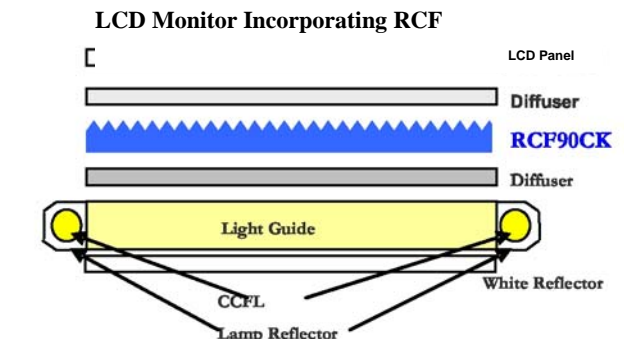 LCD Monitor Incorporating RCF
LCD Panel
Diffuser
RCF90CK
Diffuser
Light Guide
White Reflector
CCFL
Lamp Reflector